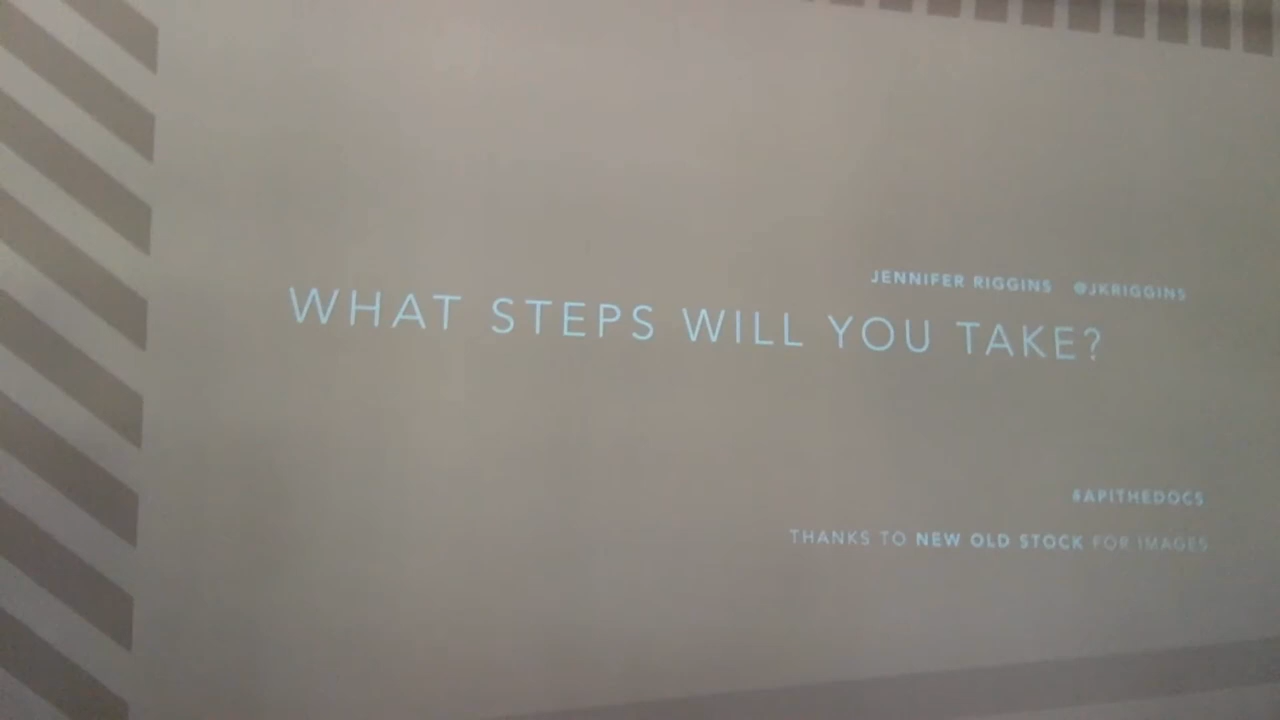 JENNIFER RIGGINS @JKRIGGINS
WHAT STEPS WILL YOU TAKE?
#APITHEDOCS
THANKS TO NEW OLD STOCK FOR IMAGES